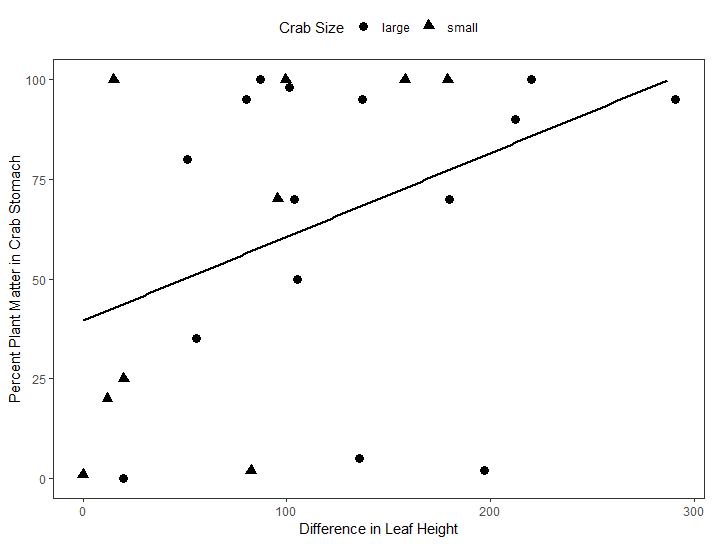 Crab Size large small
100
75
50
25
0
Percent Plant Matter in Crab Stomach
0 100 200 300
Difference in Leaf Height